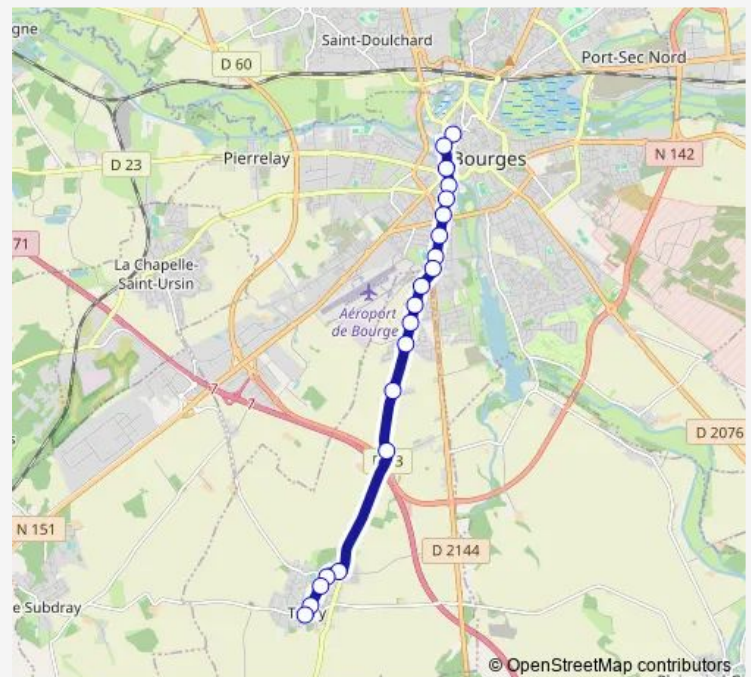 gne
Saint-Doulchard
D 60
Port-Sec Nord
Pierrelay
Bourges
N 142
D 23
71
La Chapelle-
Saint-Ursin
Aéroport
de Bourge
7
7
D 2076
3
N 151
D 2144
e Subdray
T
y
© OpenStreetMap contributors